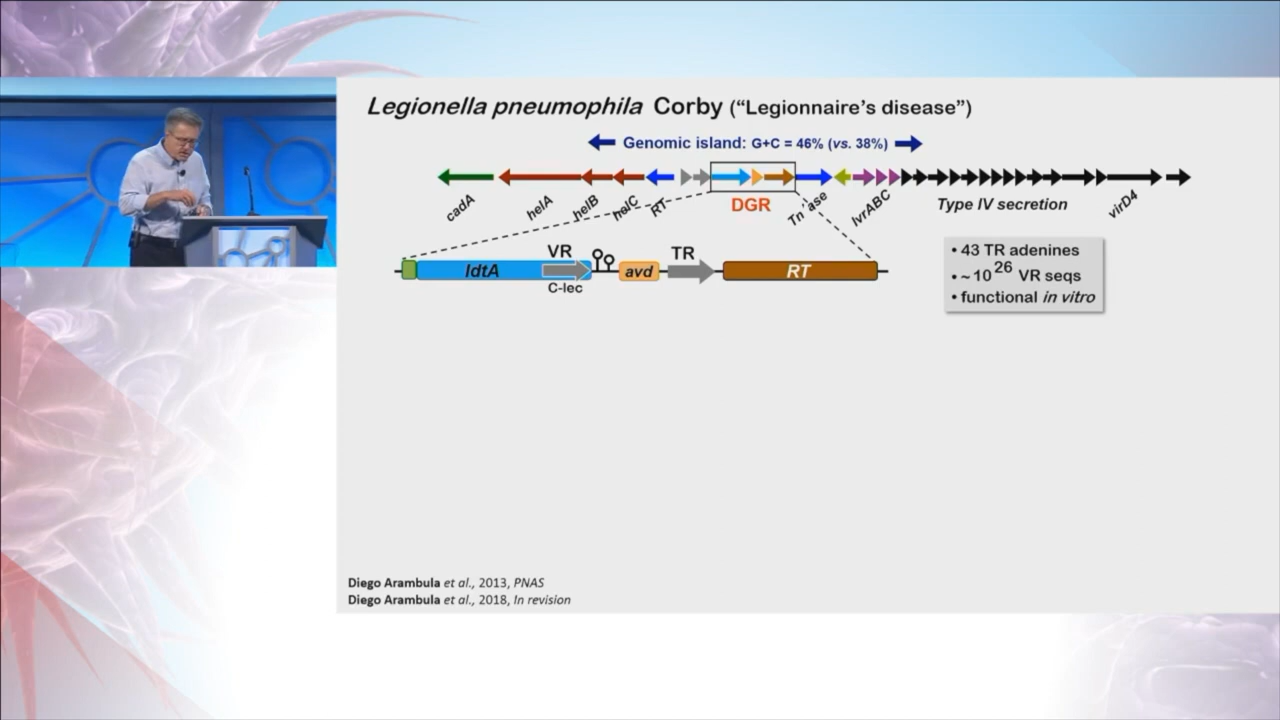 Legionella pneumophila Corby (“Legionnaire’s disease”)
Genomic island: G+C = 46% (vs. 38%)
cadA helA helB helC RT DGR Tn ase lvrABC Type IV secretion virD4
VR TR
ldtA avd RT
C-lec
• 43 TR adenines
• ~ 10^26 VR seqs
• functional in vitro
Diego Arambula et al., 2013, PNAS
Diego Arambula et al., 2018, In revision